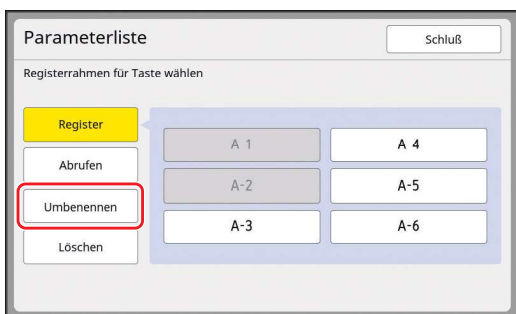 Parameterliste
Schluß
Registerrahmen für Taste wählen
Register
Abrufen
Umbenennen
Löschen
A 1
A 4
A-2
A-5
A-3
A-6